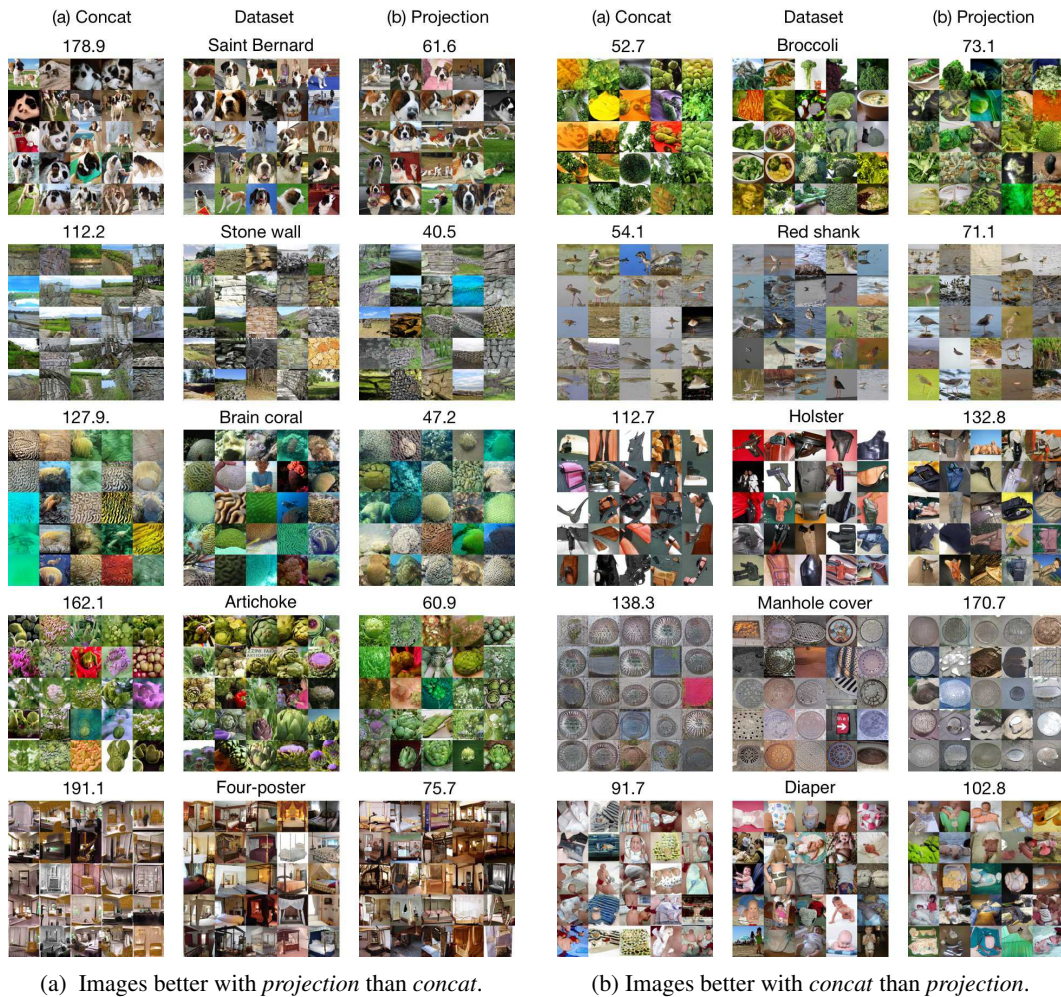 (a) Concat Dataset (b) Projection (a) Concat Dataset (b) Projection
178.9 Saint Bernard 61.6 52.7 Broccoli 73.1
112.2 Stone wall 40.5 54.1 Red shank 71.1
127.9. Brain coral 47.2 112.7 Holster 132.8
162.1 Artichoke 60.9 138.3 Manhole cover 170.7
191.1 Four-poster 75.7 91.7 Diaper 102.8
(a) Images better with projection than concat. (b) Images better with concat than projection.